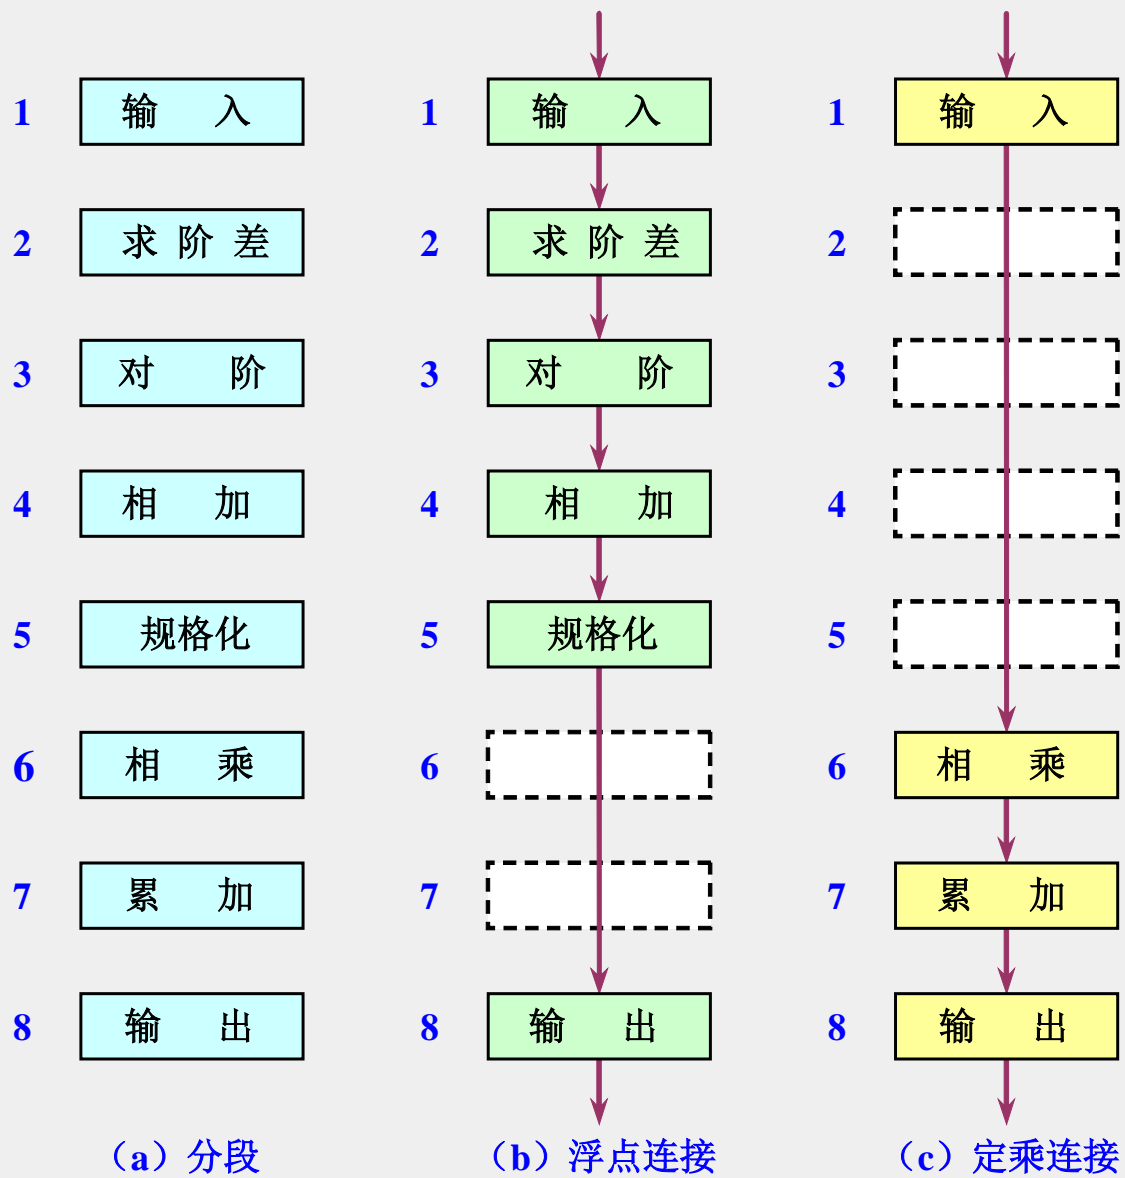 1 输入 1 输入 1 输入
2 求阶差 2 求阶差 2
3 对阶 3 对阶 3
4 相加 4 相加 4
5 规格化 5 规格化 5
6 相乘 6 6 相乘
7 累加 7 7 累加
8 输出 8 输出 8 输出
（a）分段 （b）浮点连接 （c）定乘连接